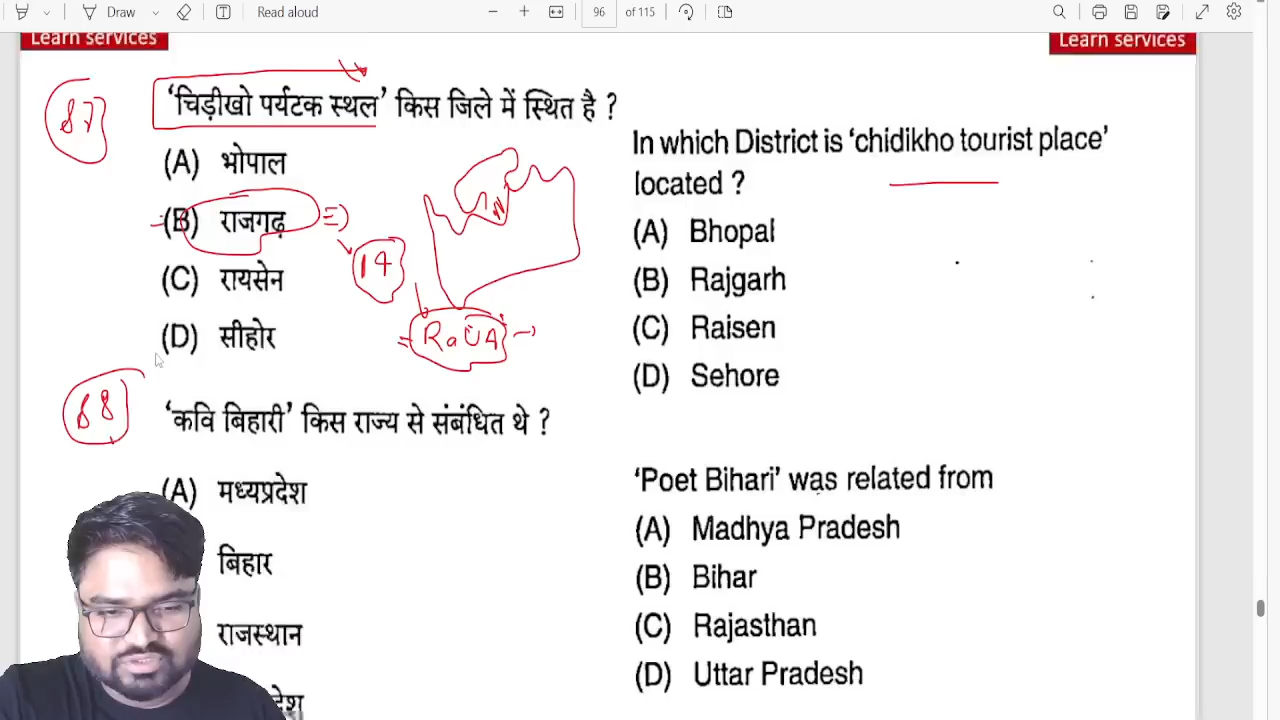 Draw
Read aloud
96
of 115
Learn services
Learn services
87
'चिड़ीखो पर्यटक स्थल' किस जिले में स्थित है ?
(A) भोपाल
(B) राजगढ़
(C) रायसेन
(D) सीहोर
14
In which District is 'chidikho tourist place'
located ?
(A) Bhopal
(B) Rajgarh
(C) Raisen
(D) Sehore
88
'कवि बिहारी' किस राज्य से संबंधित थे ?
(A) मध्यप्रदेश
बिहार
राजस्थान
'Poet Bihari' was related from
(A) Madhya Pradesh
(B) Bihar
(C) Rajasthan
(D) Uttar Pradesh